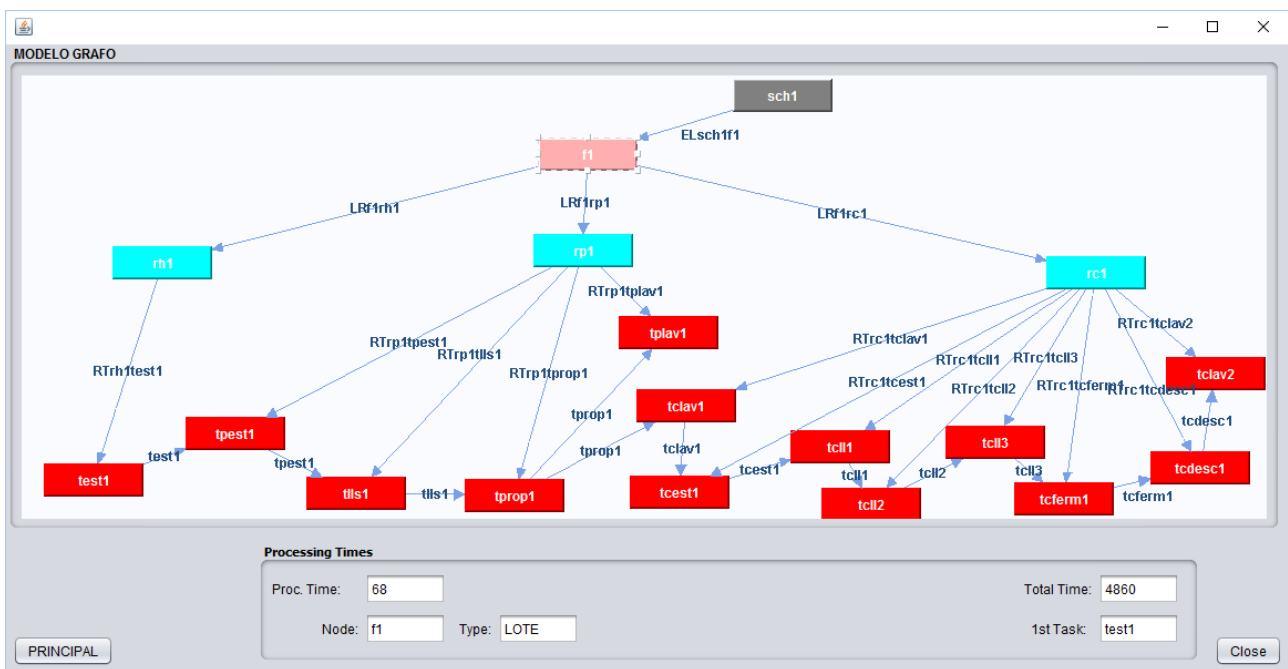 MODELO GRAFO
sch1
ELsch1f1
f1
LRf1rh1
LRf1rp1
LRf1rc1
rh1
rp1
rc1
RTrp1tplav1
tplav1
RTrh1test1
RTrp1tpest1
RTrp1tlls1
RTrp1tprop1
RTrc1tclav1
RTrc1tcest1
RTrc1tcll1
RTrc1tcll2
RTrc1tcll3
RTrc1tcferm1
RTrc1tcdesc1
RTrc1tclav2
tclav2
tprop1
tprop1
tclav1
tclav1
tcdesc1
tpest1
test1
tpest1
test1
tlls1
tlls1
tprop1
tcest1
tcest1
tcll1
tcll1
tcll2
tcll2
tcll3
tcll3
tcferm1
tcferm1
tcdesc1
Processing Times
Proc. Time: 68
Total Time: 4860
Node: f1 Type: LOTE
1st Task: test1
PRINCIPAL
Close